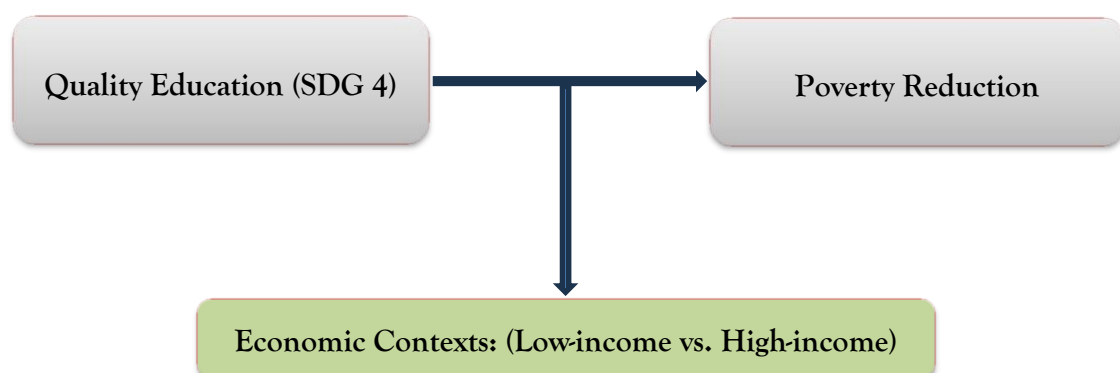 Quality Education (SDG 4)
Poverty Reduction
Economic Contexts: (Low-income vs. High-income)